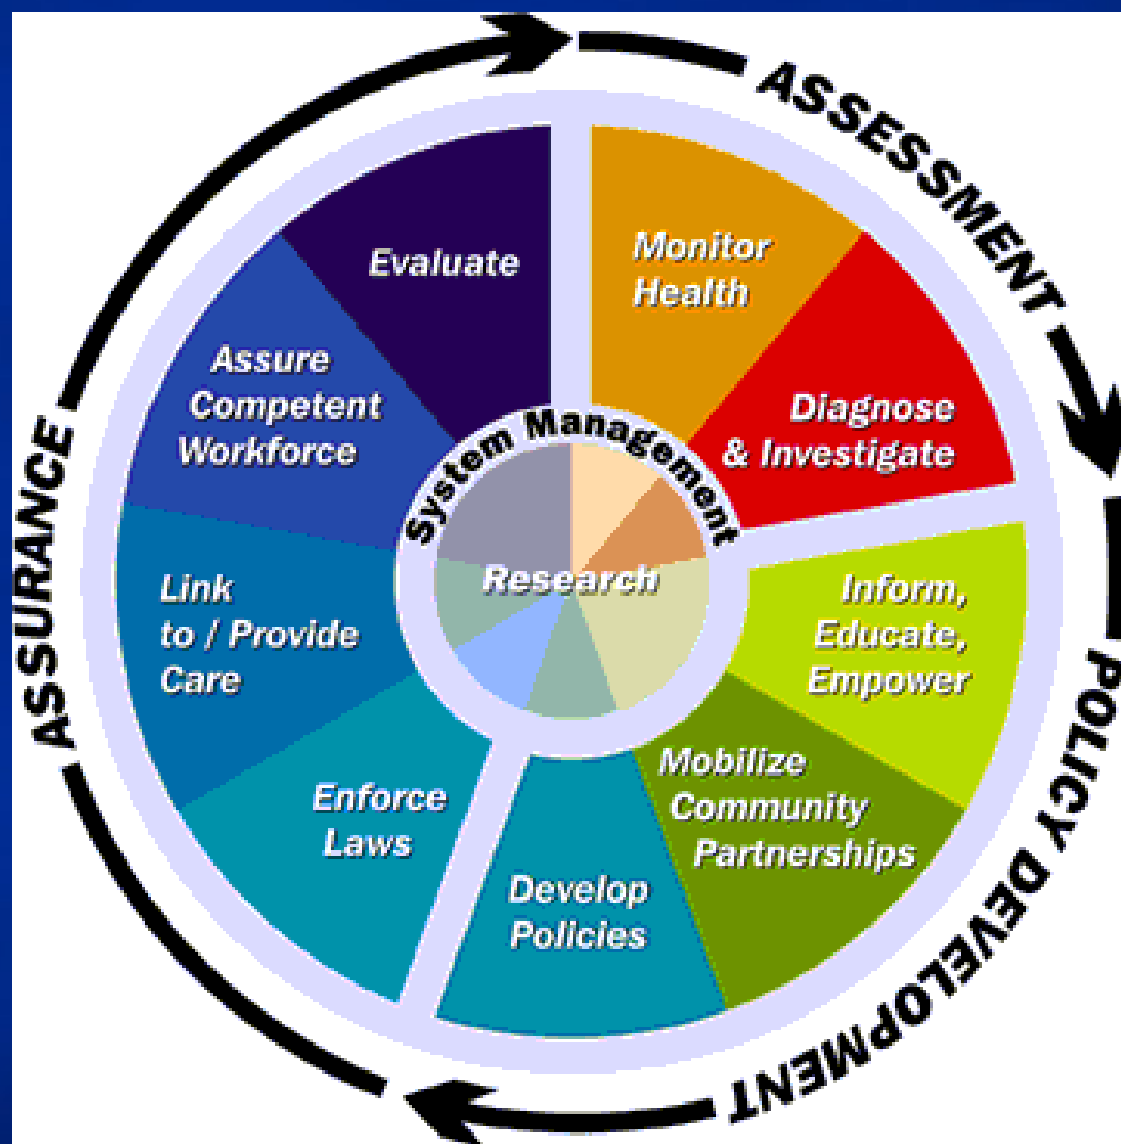 ASSESSMENT
POLICY DEVELOPMENT
ASSURANCE
Monitor
Health
Diagnose
& Investigate
Inform,
Educate,
Empower
Mobilize
Community
Partnerships
Develop
Policies
Enforce
Laws
Link
to / Provide
Care
Assure
Competent
Workforce
Evaluate
System Management
Research